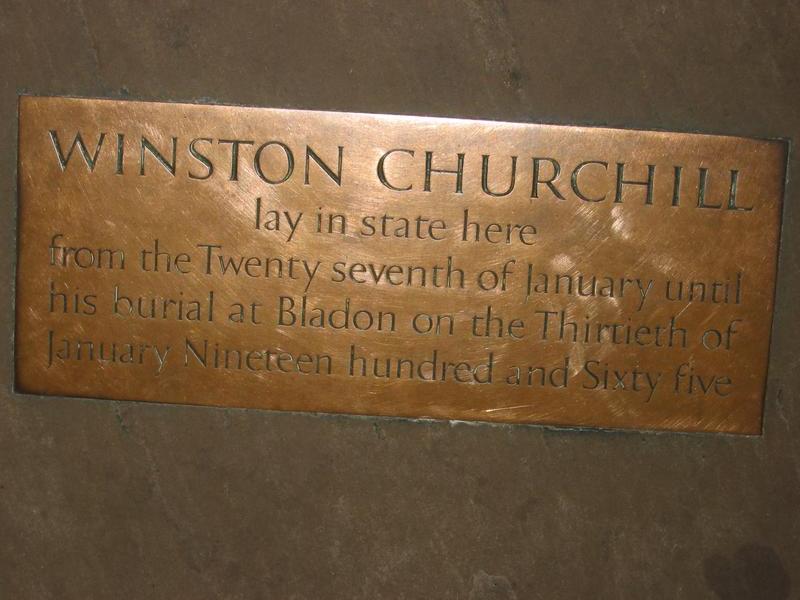 WINSTON CHURCHILL
lay in state here
from the Twenty seventh of January until
his burial at Bladon on the Thirtieth of
January Nineteen hundred and Sixty five